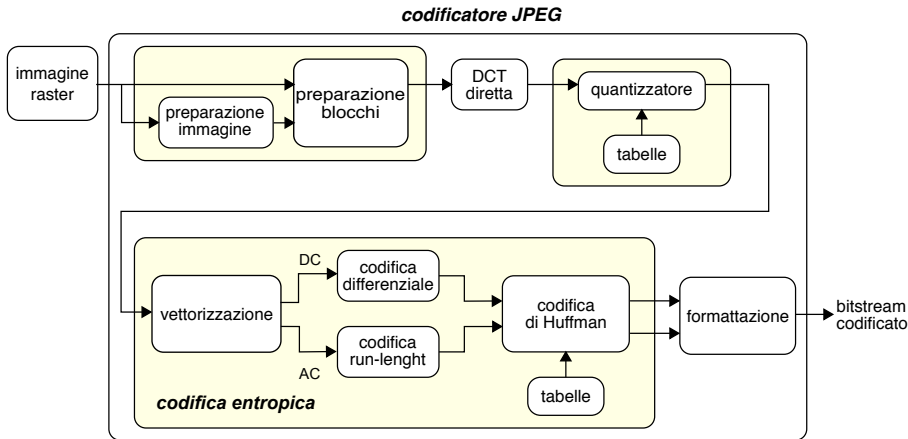 codificatore JPEG
immagine
raster
preparazione
immagine
preparazione
blocchi
DCT
diretta
quantizzatore
tabelle
vettorizzazione
DC
codifica
differenziale
AC
codifica
run-lenght
codifica
di Huffman
tabelle
formattazione
bitstream
codificato
codifica entropica